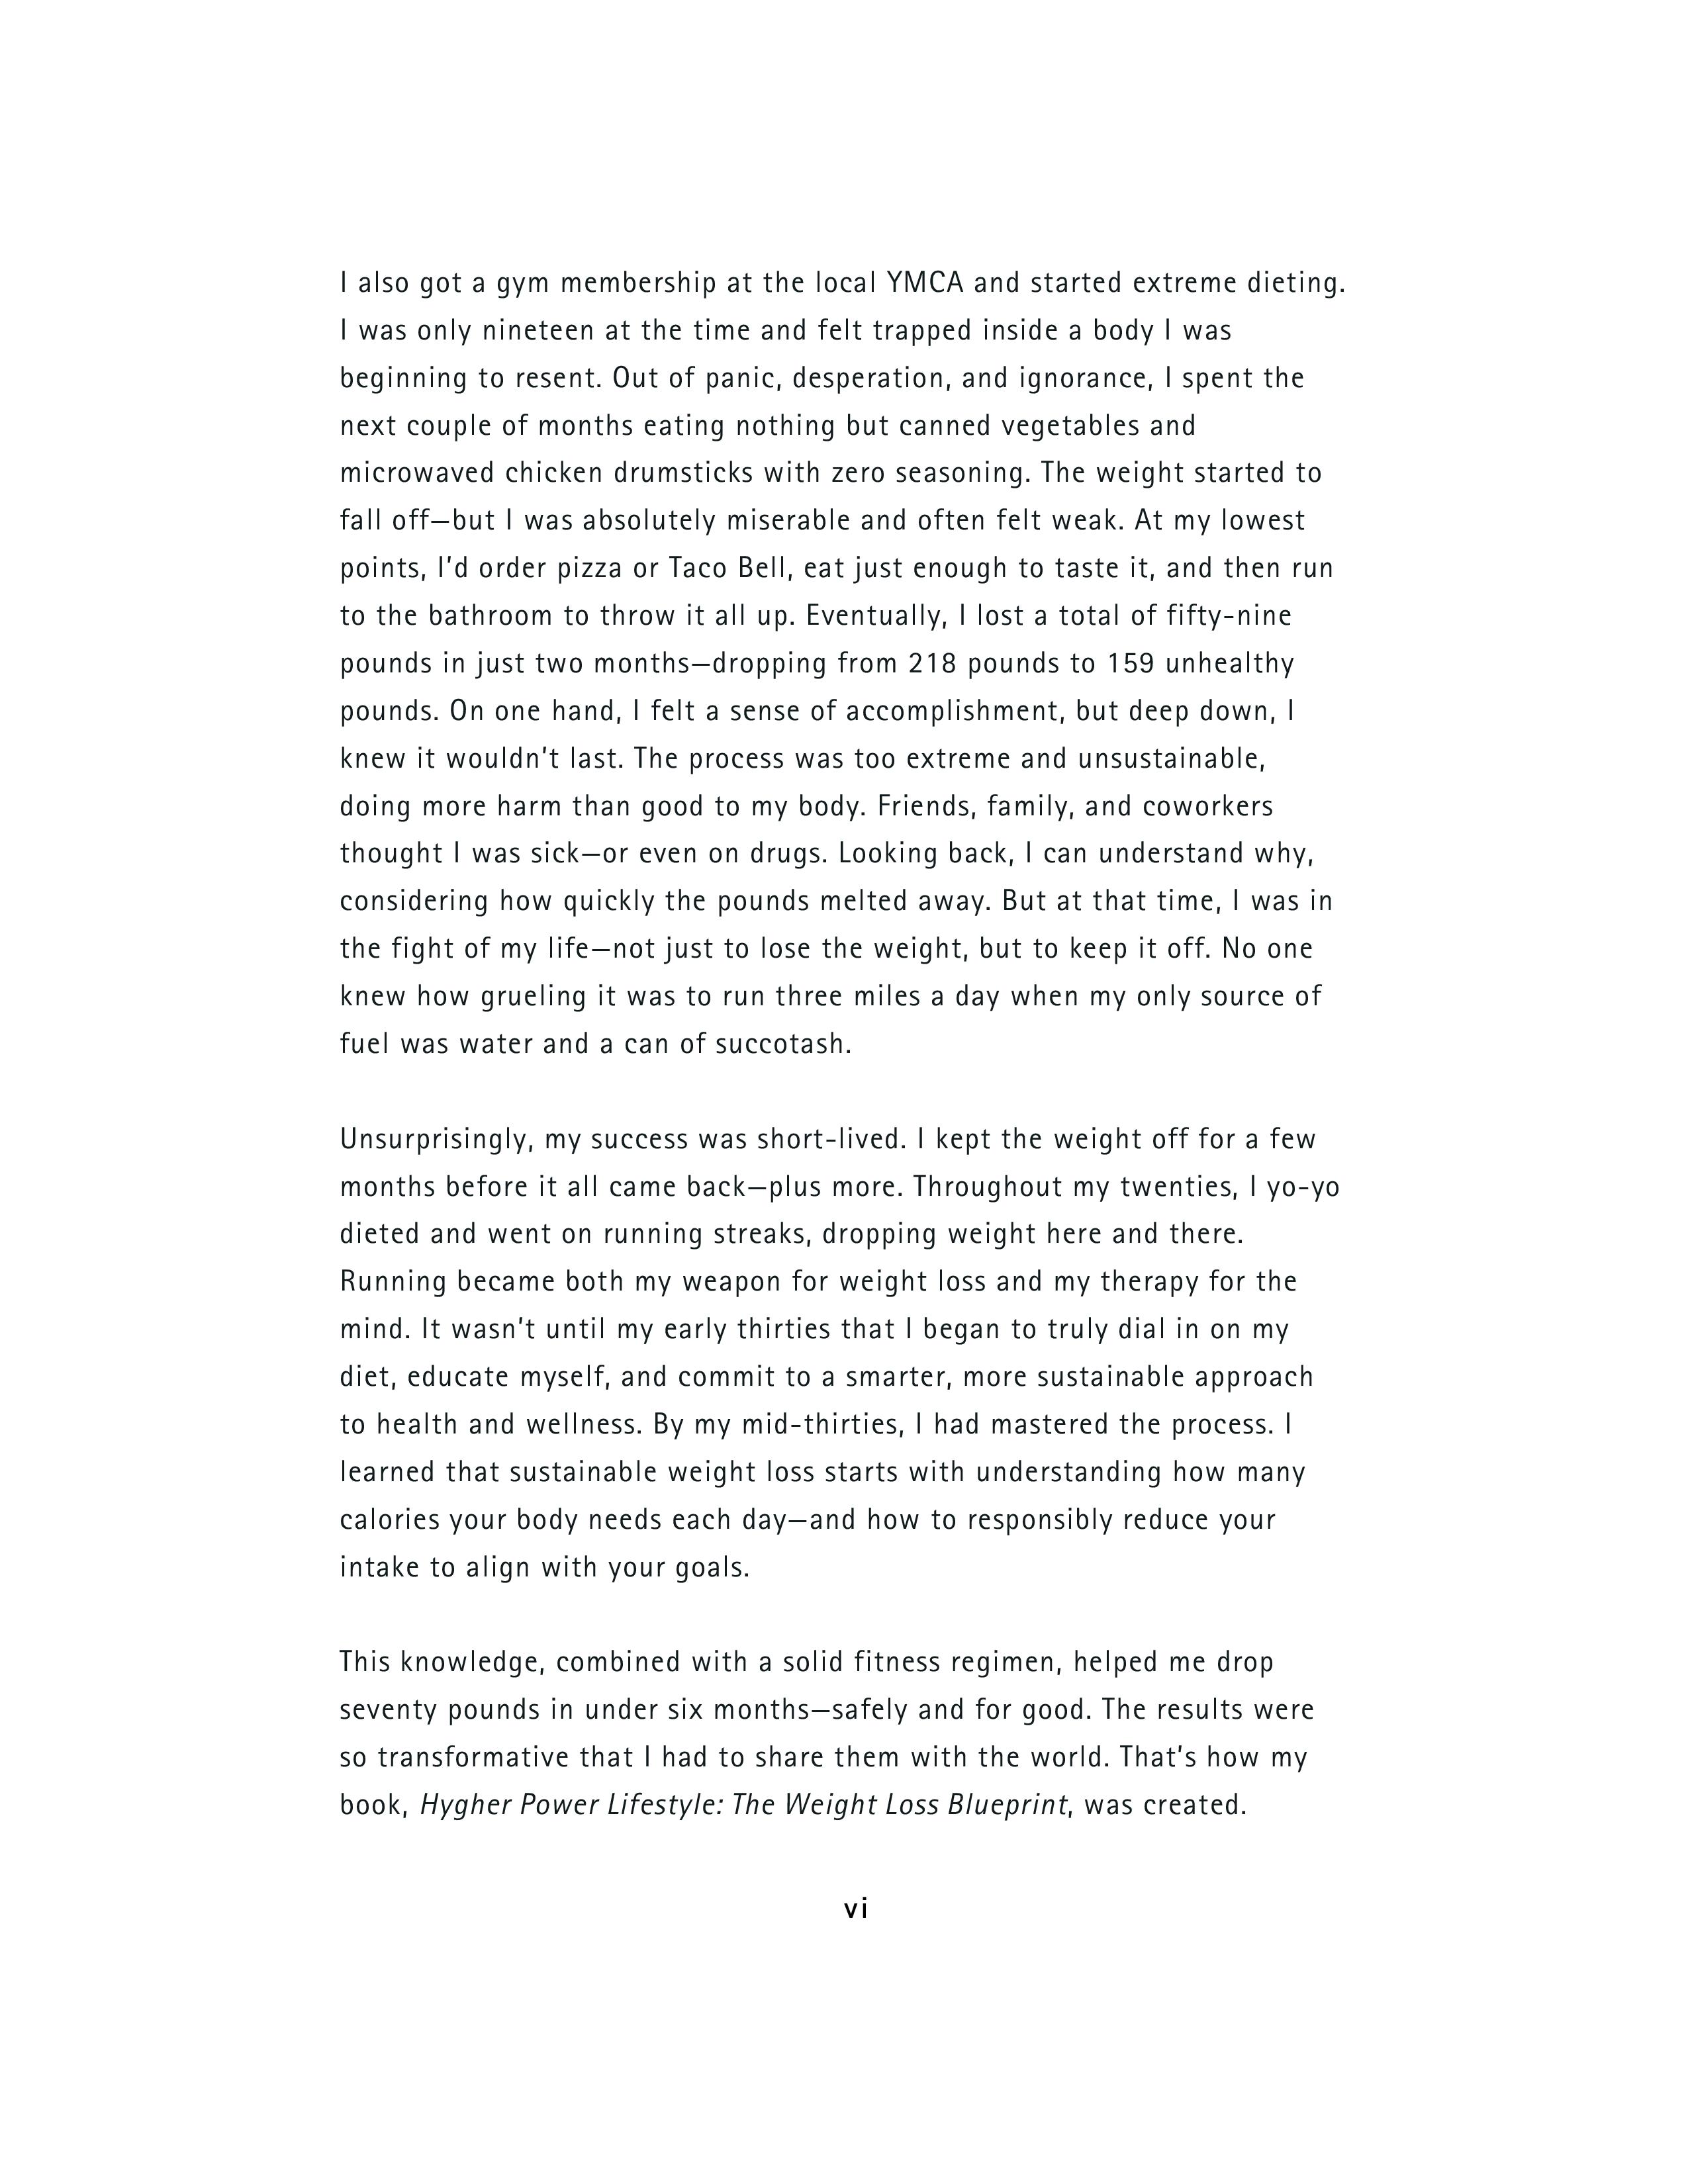 I also got a gym membership at the local YMCA and started extreme dieting.
I was only nineteen at the time and felt trapped inside a body I was
beginning to resent. Out of panic, desperation, and ignorance, I spent the
next couple of months eating nothing but canned vegetables and
microwaved chicken drumsticks with zero seasoning. The weight started to
fall off—but I was absolutely miserable and often felt weak. At my lowest
points, I’d order pizza or Taco Bell, eat just enough to taste it, and then run
to the bathroom to throw it all up. Eventually, I lost a total of fifty-nine
pounds in just two months—dropping from 218 pounds to 159 unhealthy
pounds. On one hand, I felt a sense of accomplishment, but deep down, I
knew it wouldn’t last. The process was too extreme and unsustainable,
doing more harm than good to my body. Friends, family, and coworkers
thought I was sick—or even on drugs. Looking back, I can understand why,
considering how quickly the pounds melted away. But at that time, I was in
the fight of my life—not just to lose the weight, but to keep it off. No one
knew how grueling it was to run three miles a day when my only source of
fuel was water and a can of succotash.
Unsurprisingly, my success was short-lived. I kept the weight off for a few
months before it all came back—plus more. Throughout my twenties, I yo-yo
dieted and went on running streaks, dropping weight here and there.
Running became both my weapon for weight loss and my therapy for the
mind. It wasn’t until my early thirties that I began to truly dial in on my
diet, educate myself, and commit to a smarter, more sustainable approach
to health and wellness. By my mid-thirties, I had mastered the process. I
learned that sustainable weight loss starts with understanding how many
calories your body needs each day—and how to responsibly reduce your
intake to align with your goals.
This knowledge, combined with a solid fitness regimen, helped me drop
seventy pounds in under six months—safely and for good. The results were
so transformative that I had to share them with the world. That’s how my
book, Hygher Power Lifestyle: The Weight Loss Blueprint, was created.
vi